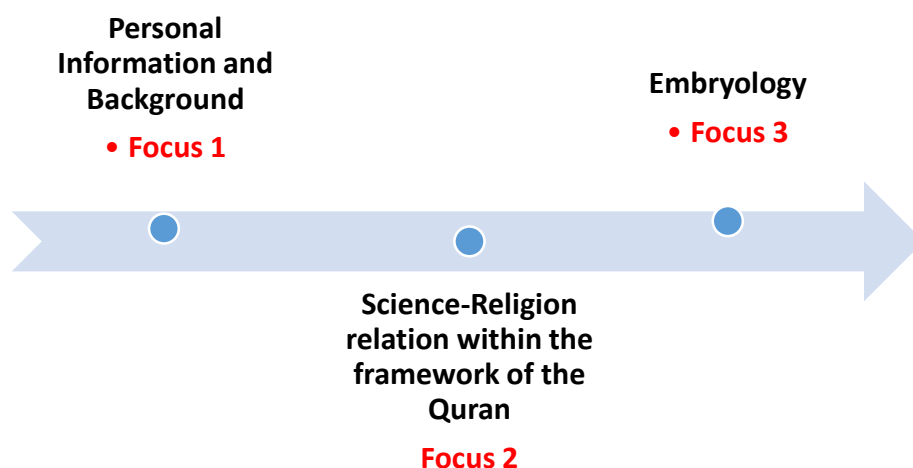 Personal
Information and
Background
• Focus 1
Science-Religion
relation within the
framework of the
Quran
Focus 2
Embryology
• Focus 3